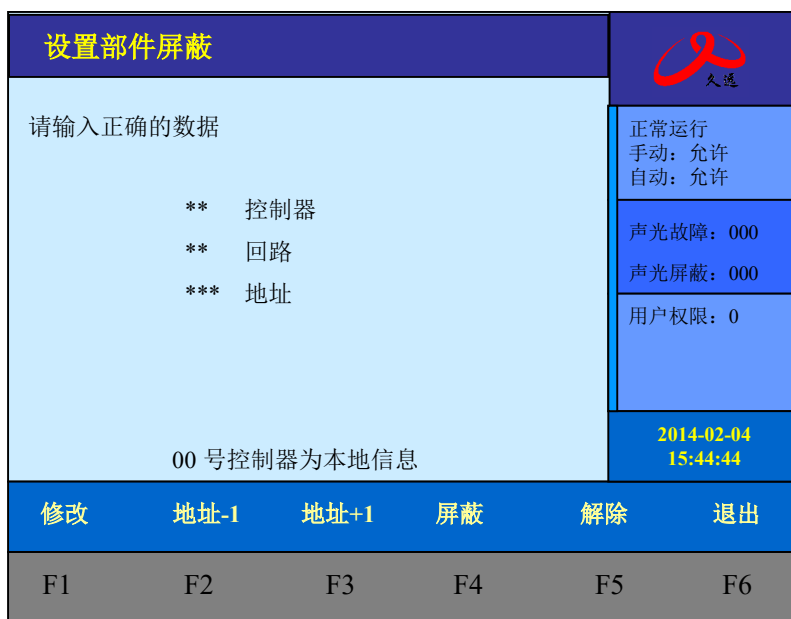 设置部件屏蔽
久远
请输入正确的数据
** 控制器
** 回路
*** 地址
00 号控制器为本地信息
正常运行
手动：允许
自动：允许
声光故障：000
声光屏蔽：000
用户权限：0
2014-02-04
15:44:44
修改 地址-1 地址+1 屏蔽 解除 退出
F1 F2 F3 F4 F5 F6